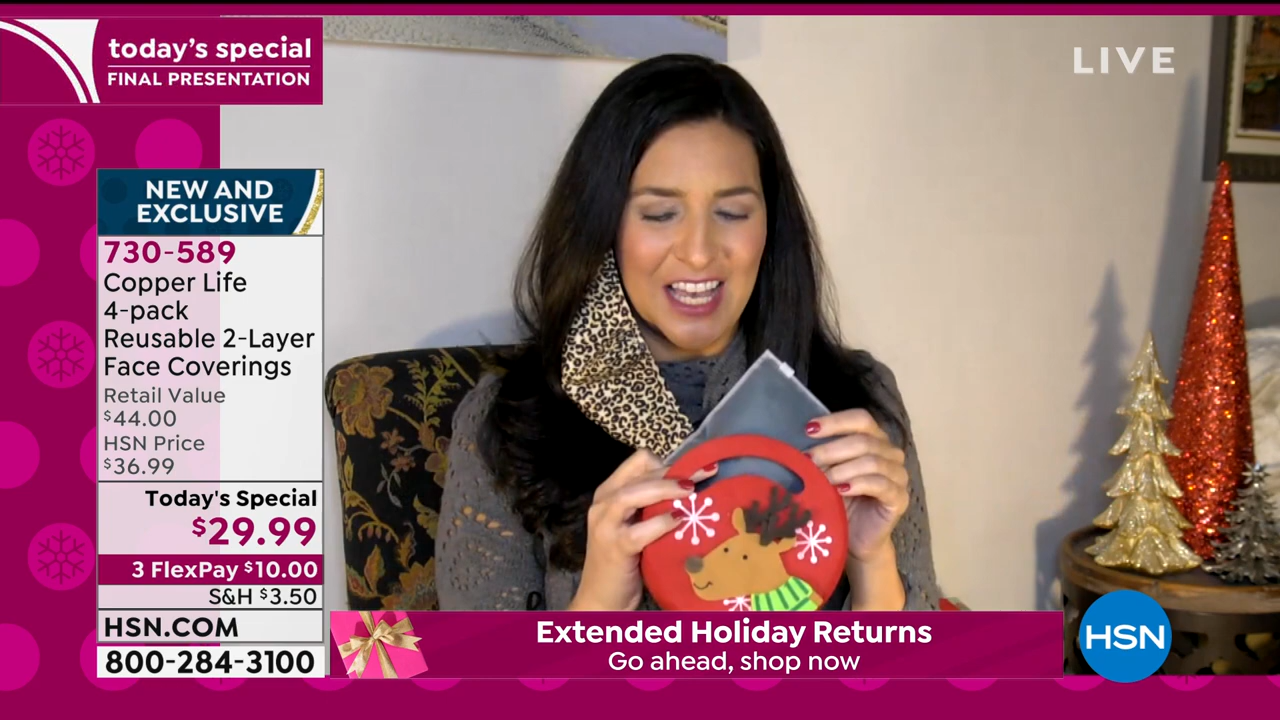 today's special
FINAL PRESENTATION
LIVE
NEW AND
EXCLUSIVE
730-589
Copper Life
4-pack
Reusable 2-Layer
Face Coverings
Retail Value
$44.00
HSN Price
$36.99
Today's Special
$29.99
3 FlexPay $10.00
S&H $3.50
HSN.COM
800-284-3100
Extended Holiday Returns
Go ahead, shop now
HSN